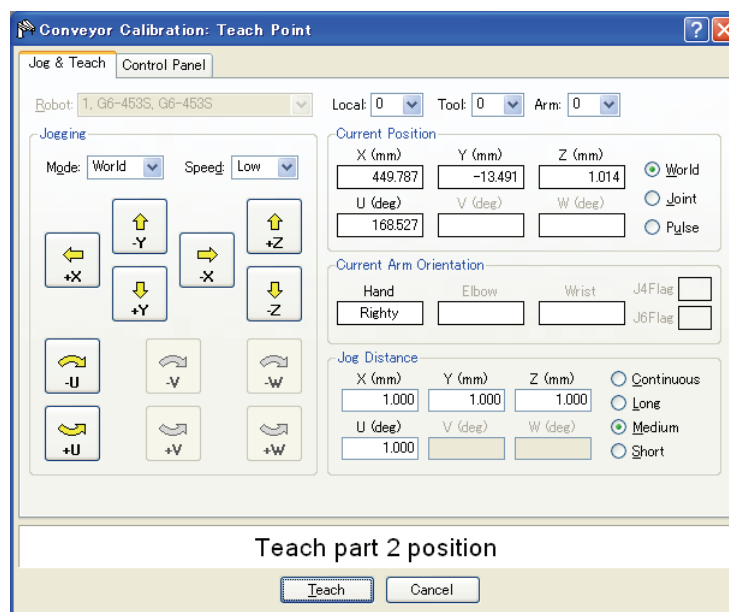 Conveyor Calibration: Teach Point
Jog & Teach Control Panel
Robot: 1, G6-453S, G6-453S Local: 0 Tool: 0 Arm: 0
Jogging
Mode: World Speed: Low
-Y +Z
+X -X
+Y -Z
-U -V -W
+U +V +W
Current Position
X (mm) Y (mm) Z (mm)
449.787 -13.491 1.014
U (deg) V (deg) W (deg)
168.527
World
Joint
Pulse
Current Arm Orientation
Hand Elbow Wrist J4Flag
Righty J6Flag
Jog Distance
X (mm) Y (mm) Z (mm)
1.000 1.000 1.000
U (deg) V (deg) W (deg)
1.000
Continuous
Long
Medium
Short
Teach part 2 position
Teach Cancel